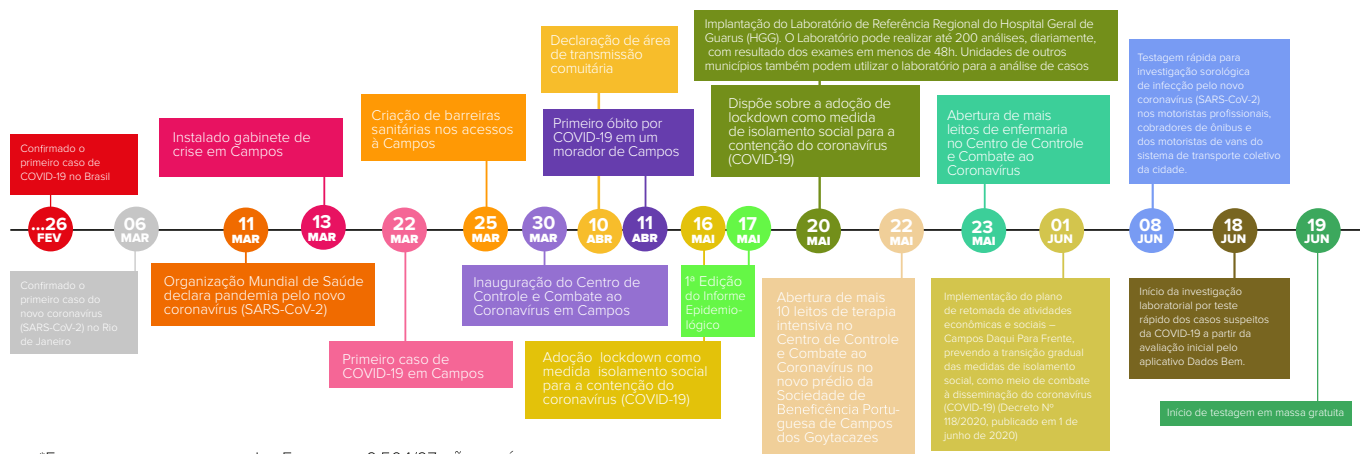 Implantação do Laboratório de Referência Regional do Hospital Geral de
Guarus (HGG). O Laboratório pode realizar até 200 análises, diariamente,
com resultado dos exames em menos de 48h. Unidades de outros
municípios também podem utilizar o laboratório para a análise de casos
Declaração de área
de transmissão
comuitária
Testagem rápida para
investigação sorológica
de infecção pelo novo
coronavírus (SARS-CoV-2)
nos motoristas profissionais,
cobradores de ônibus e
dos motoristas de vans do
sistema de transporte coletivo
da cidade.
Criação de barreiras
sanitárias nos acessos
à Campos
Dispõe sobre a adoção de
lockdown como medida
de isolamento social para a
contenção do coronavírus
(COVID-19)
Abertura de mais
leitos de enfermaria
no Centro de Controle
e Combate ao
Coronavírus
Primeiro óbito por
COVID-19 em um
morador de Campos
Instalado gabinete de
crise em Campos
Confirmado o
primeiro caso de
COVID-19 no Brasil
...26
FEV
06
MAR
11
MAR
13
MAR
22
MAR
25
MAR
30
MAR
10
ABR
11
ABR
16
MAI
17
MAI
20
MAI
22
MAI
23
MAI
01
JUN
08
JUN
18
JUN
19
JUN
Confirmado o
primeiro caso do
novo coronavírus
(SARS-CoV-2) no Rio
de Janeiro
Organização Mundial de Saúde
declara pandemia pelo novo
coronavírus (SARS-CoV-2)
Primeiro caso de
COVID-19 em Campos
Inauguração do Centro de
Controle e Combate ao
Coronavírus em Campos
Adoção lockdown como
medida isolamento social
para a contenção do
coronavírus (COVID-19)
1ª Edição
do Informe
Epidemio-
lógico
Abertura de mais
10 leitos de terapia
intensiva no
Centro de Controle
e Combate ao
Coronavírus no
novo prédio da
Sociedade de
Beneficência Portu-
guesa de Campos
dos Goytacazes
Implementação do plano
de retomada de atividades
econômicas e sociais –
Campos Daqui Para Frente,
prevendo a transição gradual
das medidas de isolamento
social, como meio de combate
à disseminação do coronavírus
(COVID-19) (Decreto Nº
118/2020, publicado em 1 de
junho de 2020)
Início da investigação
laboratorial por teste
rápido dos casos suspeitos
da COVID-19 a partir da
avaliação inicial pelo
aplicativo Dados Bem.
Início de testagem em massa gratuita